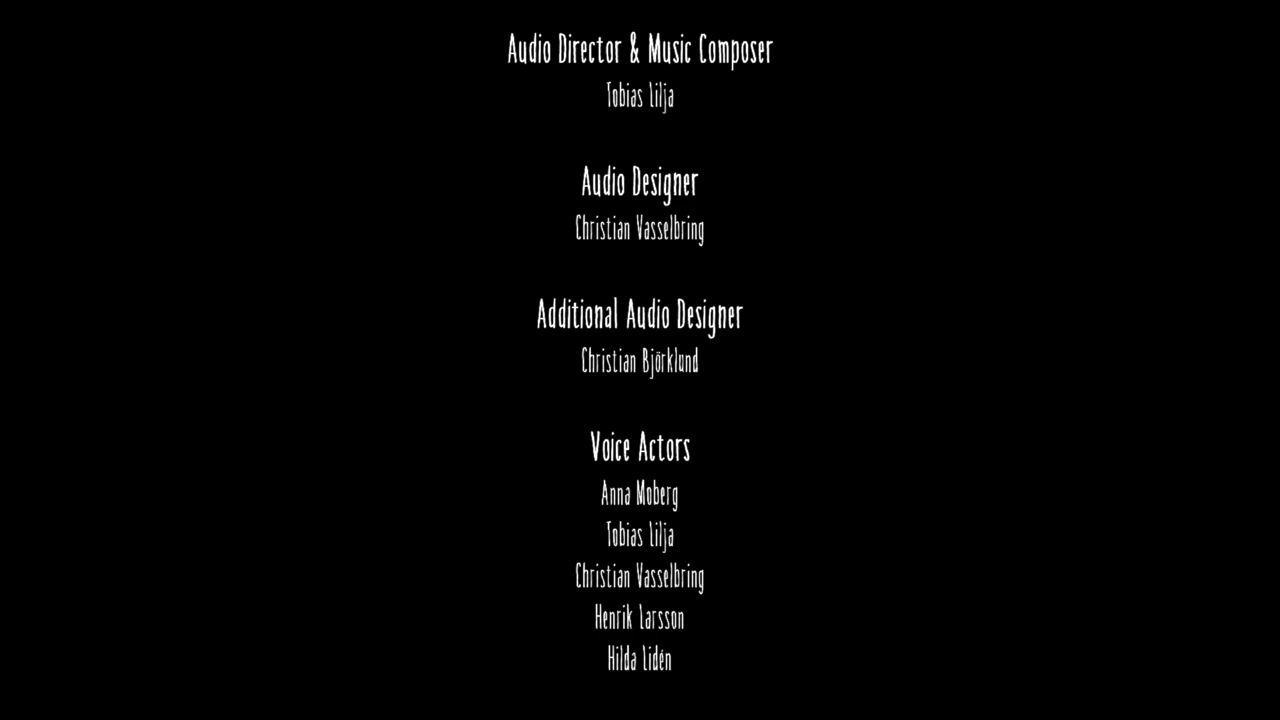 Audio Director & Music Composer
Tobias Lilja
Audio Designer
Christian Vasselbring
Additional Audio Designer
Christian Björklund
Voice Actors
Anna Moberg
Tobias Lilja
Christian Vasselbring
Henrik Larsson
Hilda Lidén